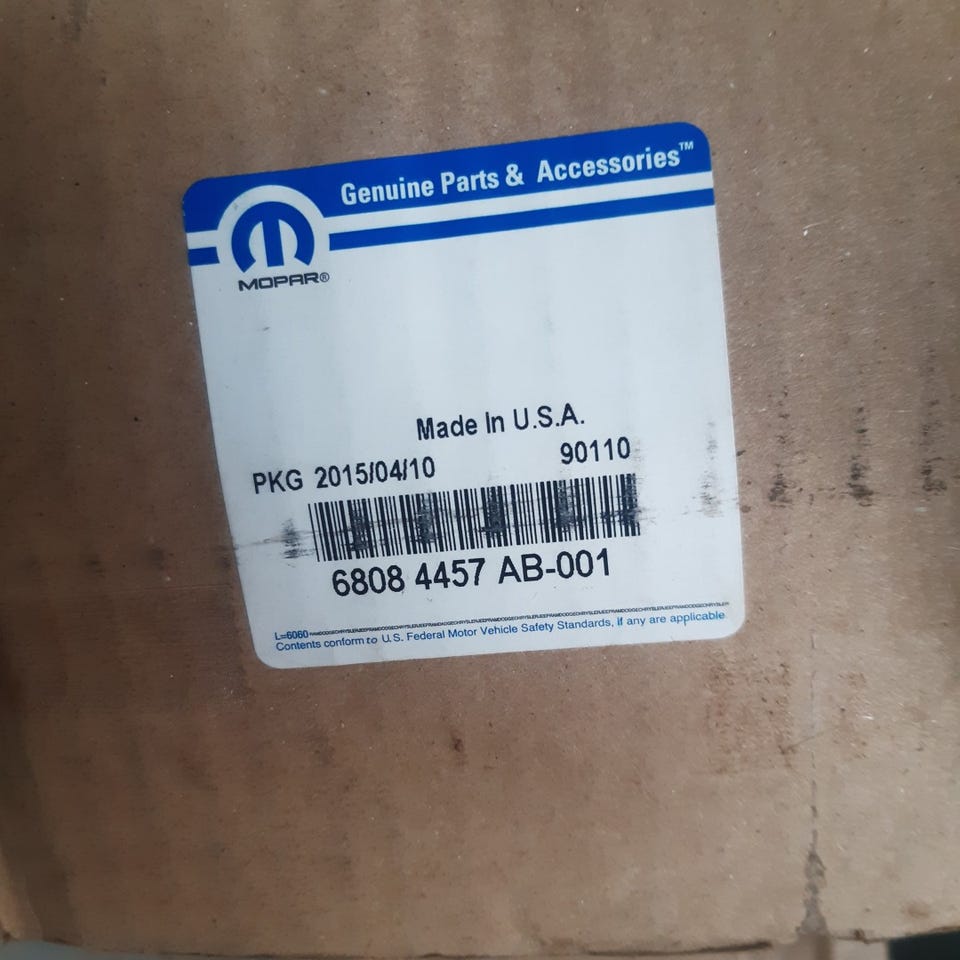 Genuine Parts & Accessories™
MOPAR®
Made In U.S.A.
PKG 2015/04/10 90110
6808 4457 AB-001
L=6060
Contents conform to U.S. Federal Motor Vehicle Safety Standards, if any are applicable